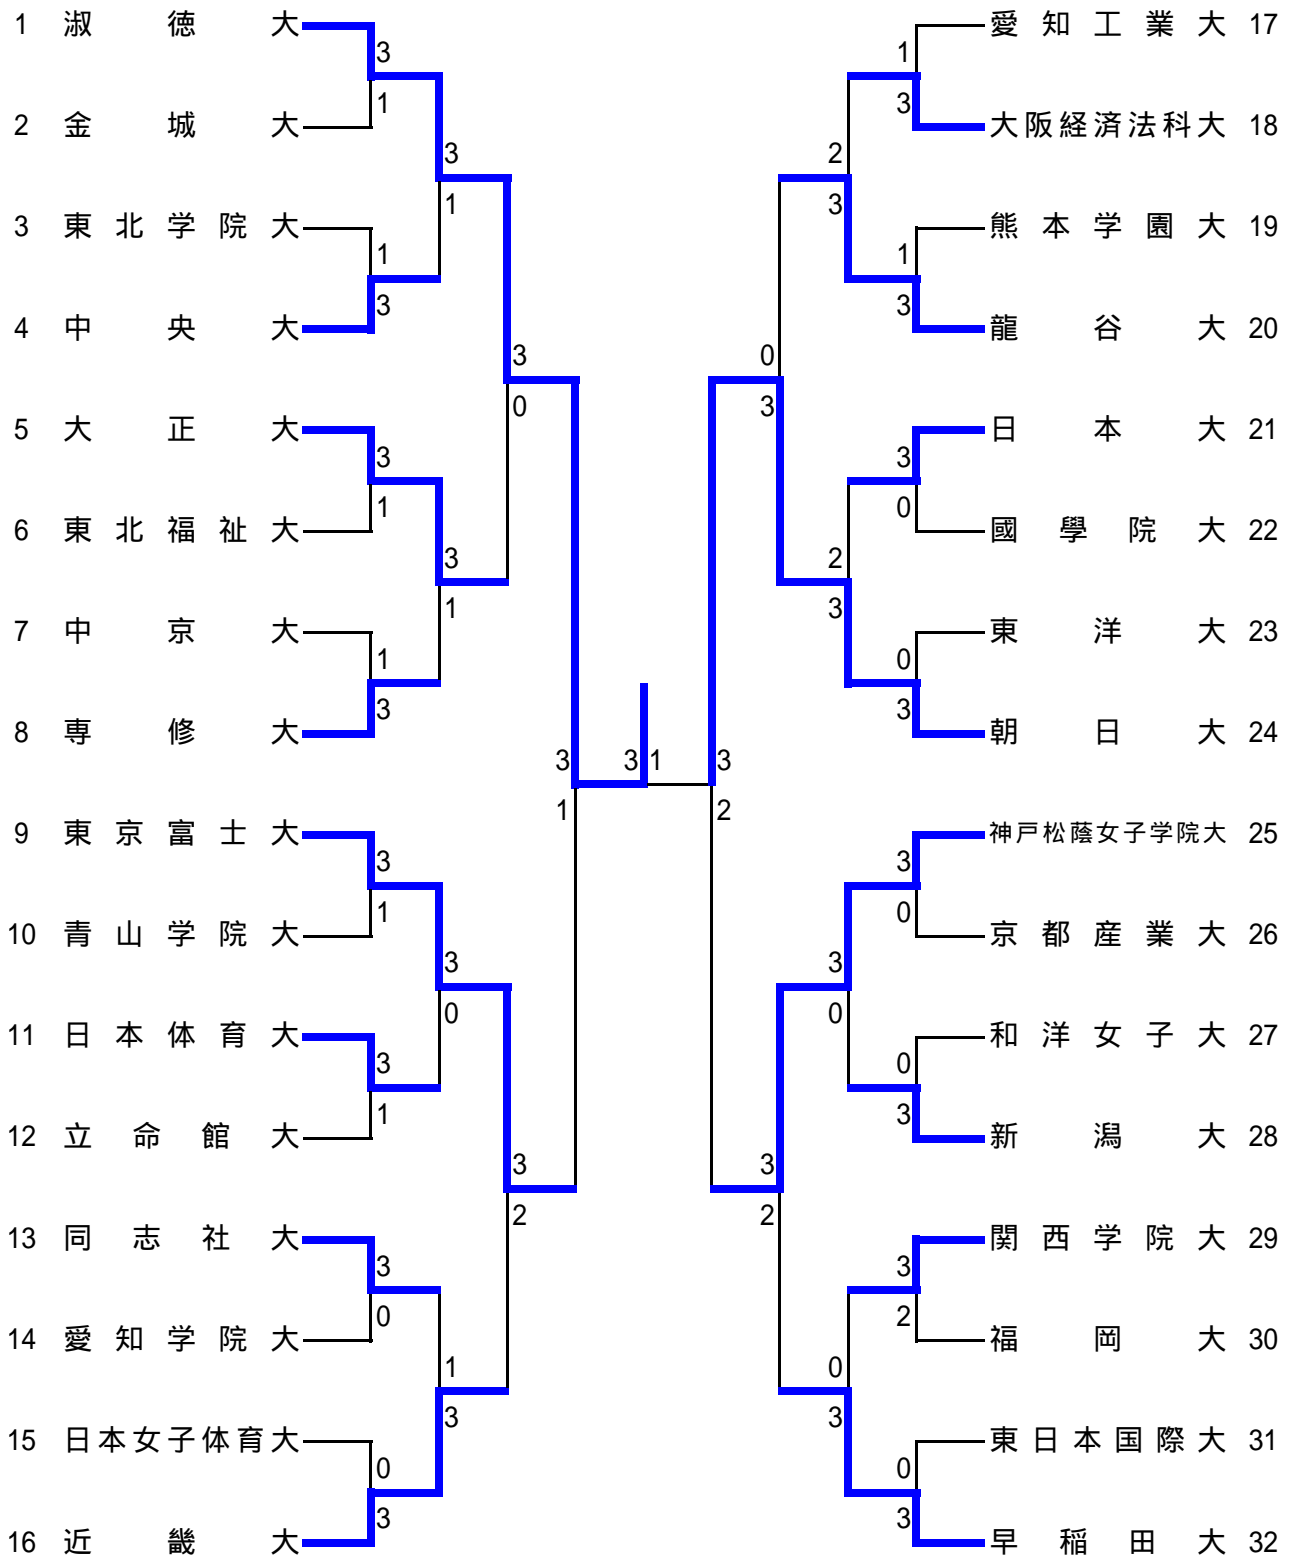 1 淑徳大 愛知工業大 17
3 1
1 3
2 金城大 大阪経済法科大 18
3 2
1 3
3 東北学院大 熊本学園大 19
1 1
3 3
4 中央大 龍谷大 20
3 0
0 3
5 大正大 日本大 21
3 3
1 0
6 東北福祉大 國學院大 22
3 2
1 3
7 中京大 東洋大 23
1 0
3 3
8 専修大 朝日大 24
3 3 1 3
1 2
9 東京富士大 神戸松蔭女子学院大 25
3 3
1 0
10 青山学院大 京都産業大 26
3 3
0 0
11 日本体育大 和洋女子大 27
3 0
1 3
12 立命館大 新潟大 28
3 3
2 2
13 同志社大 関西学院大 29
3 3
0 2
14 愛知学院大 福岡大 30
1 0
3 3
15 日本女子体育大 東日本国際大 31
0 0
3 3
16 近畿大 早稲田大 32